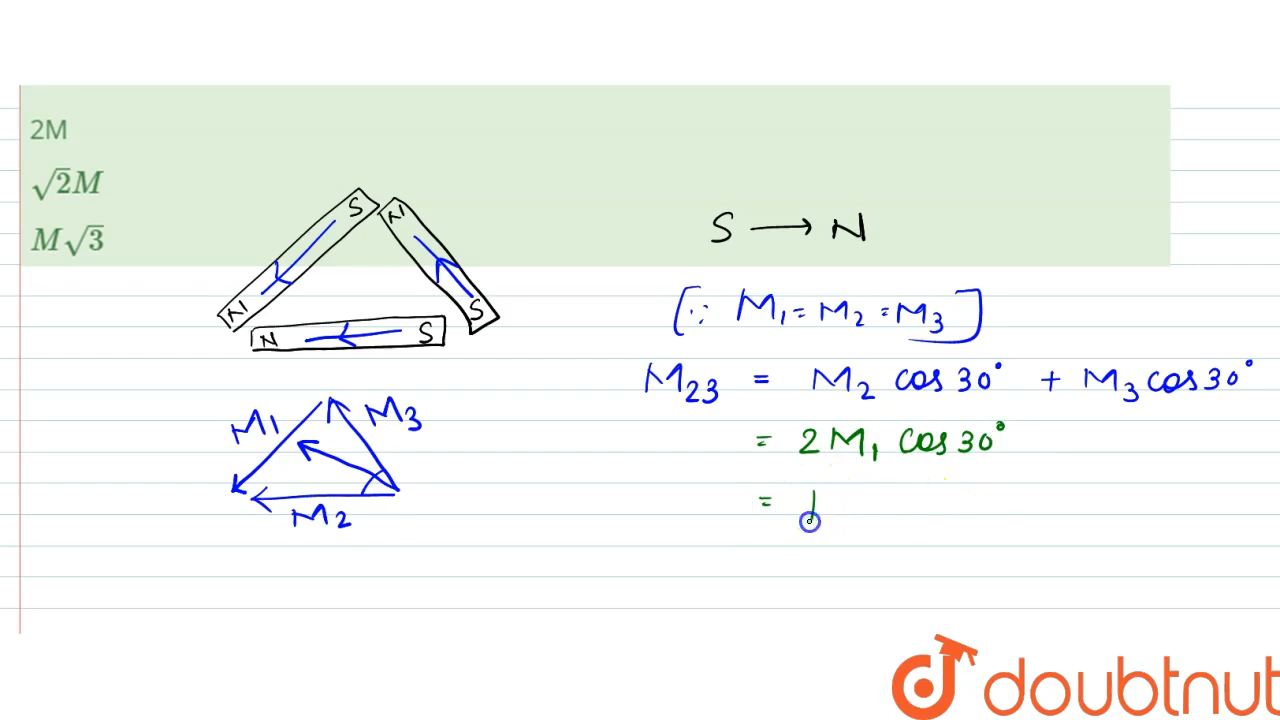 2M
√2M
M√3
S N
S → N
N S
N S
[∵ M₁ = M₂ = M₃]
M₂₃ = M₂ cos 30° + M₃ cos 30°
= 2 M₁ cos 30°
=
M₁ M₃
M₂
doubtnut